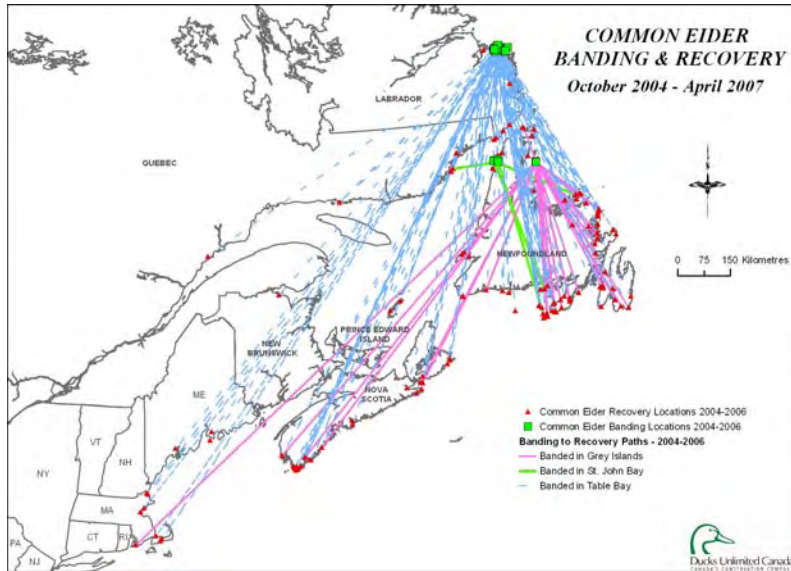 COMMON EIDER
BANDING & RECOVERY
October 2004 - April 2007
LABRADOR
QUEBEC
NEWFOUNDLAND
0 75 150 Kilometres
PRINCE EDWARD
ISLAND
NEW
BRUNSWICK
NOVA
SCOTIA
ME
VT
NH
NY
MA
CT
RI
PA
NJ
Common Eider Recovery Locations 2004-2006
Common Eider Banding Locations 2004-2006
Banding to Recovery Paths - 2004-2006
Banded in Grey Islands
Banded in St. John Bay
Banded in Table Bay
Ducks Unlimited Canada
CANADA'S CONSERVATION COMPANY